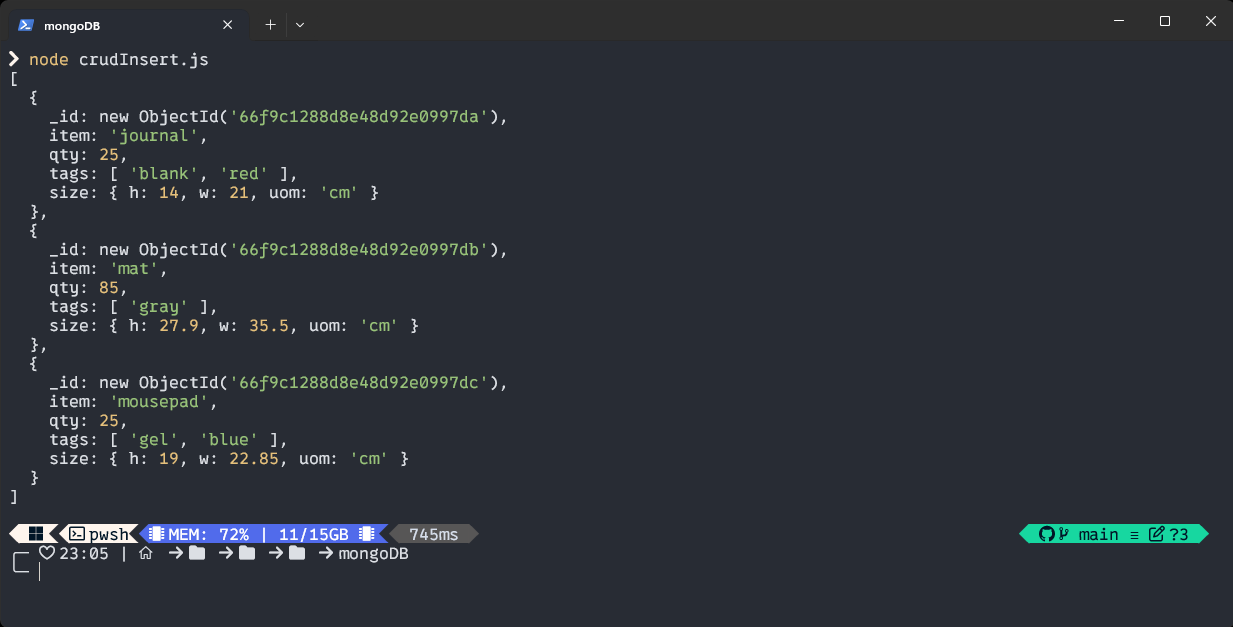 mongoDB
node crudInsert.js
[
  {
    _id: new ObjectId('66f9c1288d8e48d92e0997da'),
    item: 'journal',
    qty: 25,
    tags: [ 'blank', 'red' ],
    size: { h: 14, w: 21, uom: 'cm' }
  },
  {
    _id: new ObjectId('66f9c1288d8e48d92e0997db'),
    item: 'mat',
    qty: 85,
    tags: [ 'gray' ],
    size: { h: 27.9, w: 35.5, uom: 'cm' }
  },
  {
    _id: new ObjectId('66f9c1288d8e48d92e0997dc'),
    item: 'mousepad',
    qty: 25,
    tags: [ 'gel', 'blue' ],
    size: { h: 19, w: 22.85, uom: 'cm' }
  }
]
pwsh MEM: 72% | 11/15GB 745ms main ≡ ?3
23:05 | → → → → mongoDB